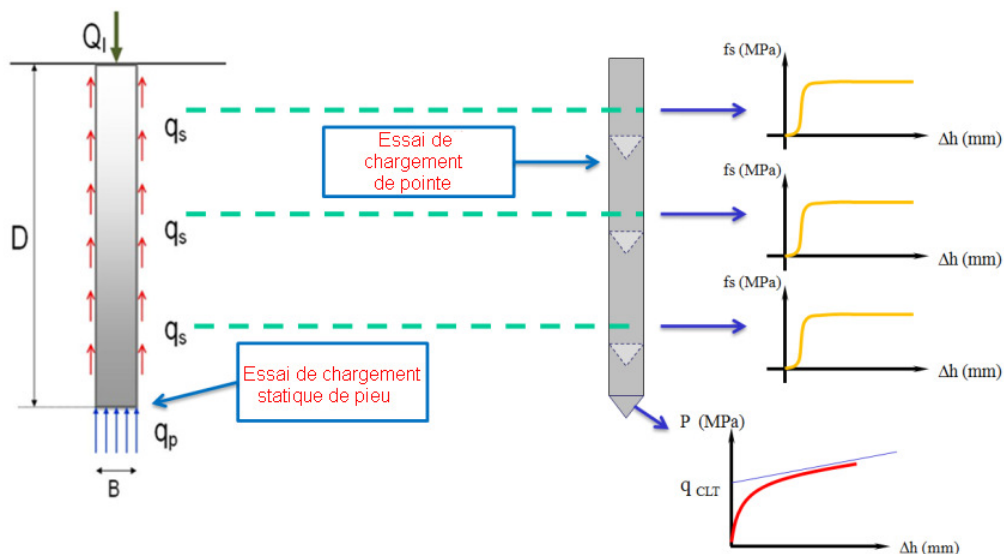 Q_l
D
q_s
q_s
q_s
q_p
B
Essai de
chargement
de pointe
Essai de chargement
statique de pieu
fs (MPa)
Δh (mm)
fs (MPa)
Δh (mm)
fs (MPa)
Δh (mm)
P (MPa)
q CLT
Δh (mm)